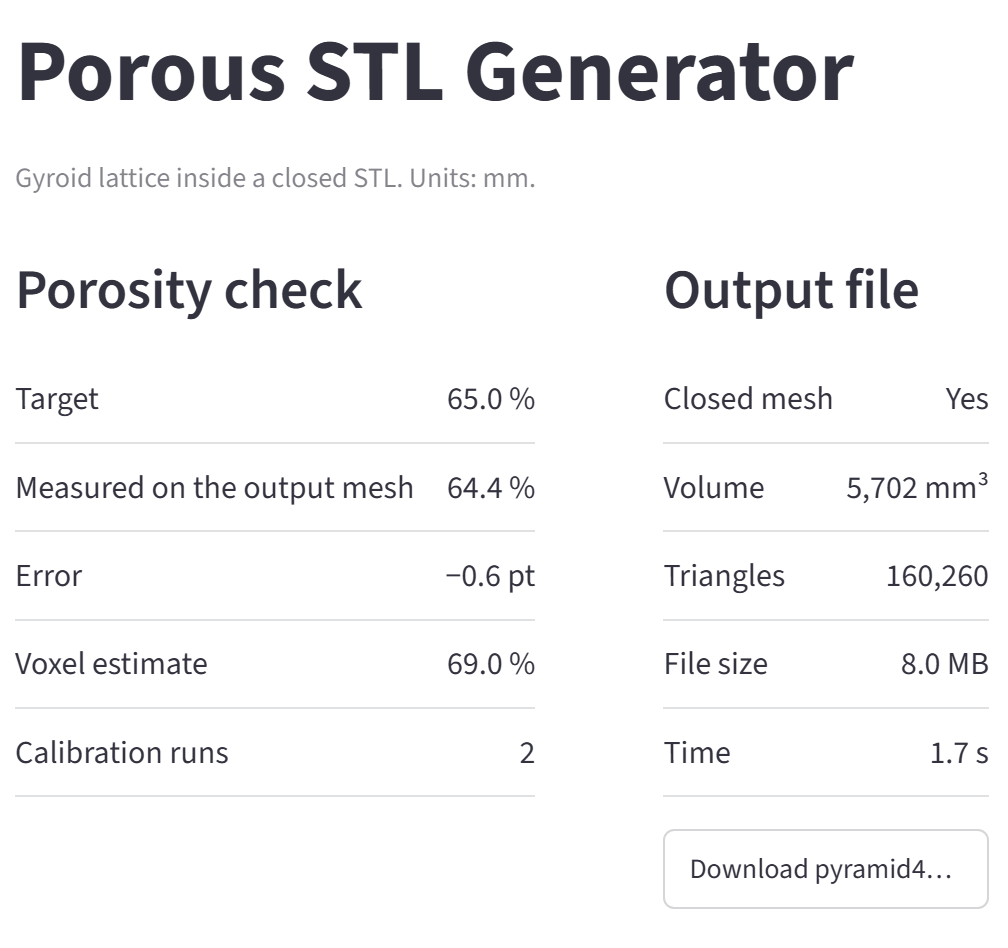 Porous STL Generator
Gyroid lattice inside a closed STL. Units: mm.
Porosity check
Target 65.0 %
Measured on the output mesh 64.4 %
Error −0.6 pt
Voxel estimate 69.0 %
Calibration runs 2
Output file
Closed mesh Yes
Volume 5,702 mm³
Triangles 160,260
File size 8.0 MB
Time 1.7 s
Download pyramid4…